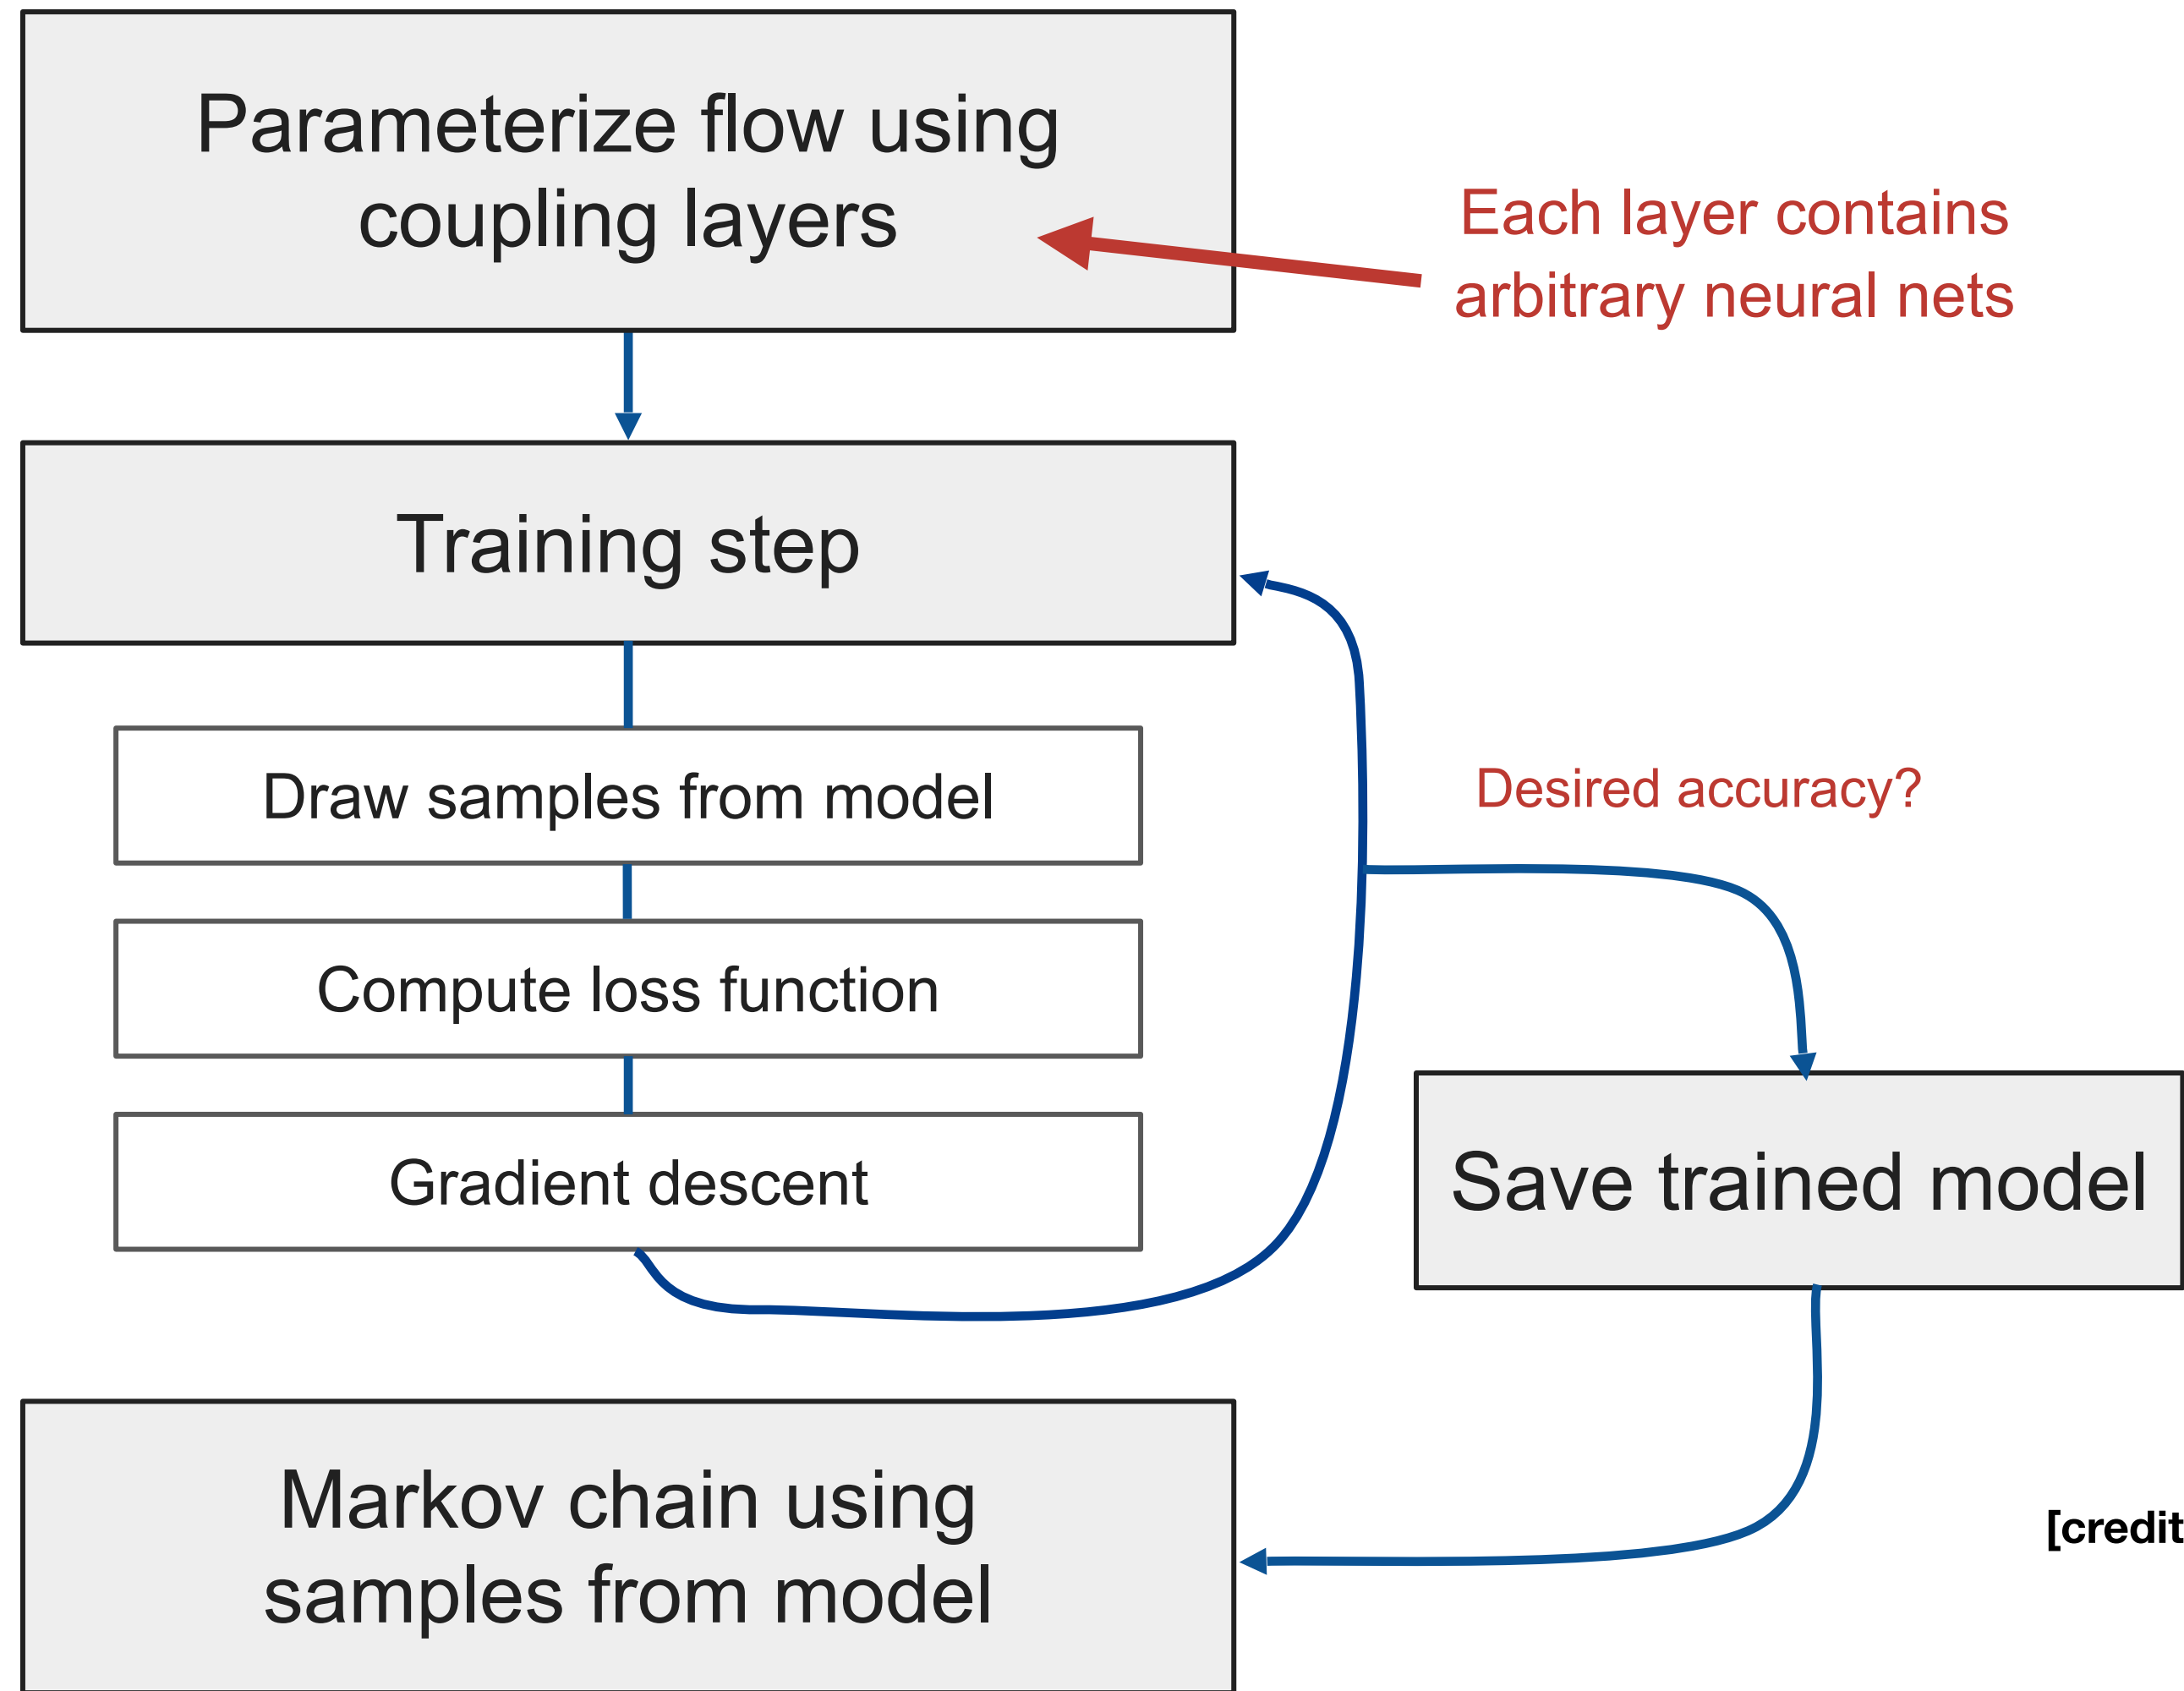 Parameterize flow using
coupling layers
Each layer contains
arbitrary neural nets
Training step
Draw samples from model
Desired accuracy?
Compute loss function
Gradient descent
Save trained model
Markov chain using
samples from model
[credit